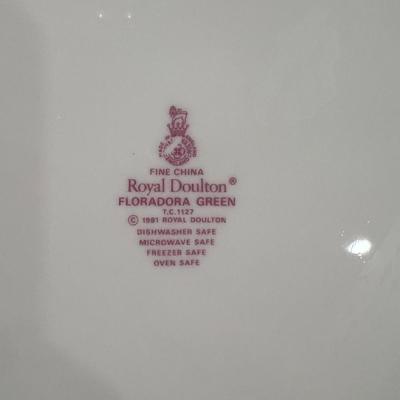 FINE CHINA
Royal Doulton®
FLORADORA GREEN
T.C.1127
© 1981 ROYAL DOULTON
DISHWASHER SAFE
MICROWAVE SAFE
FREEZER SAFE
OVEN SAFE